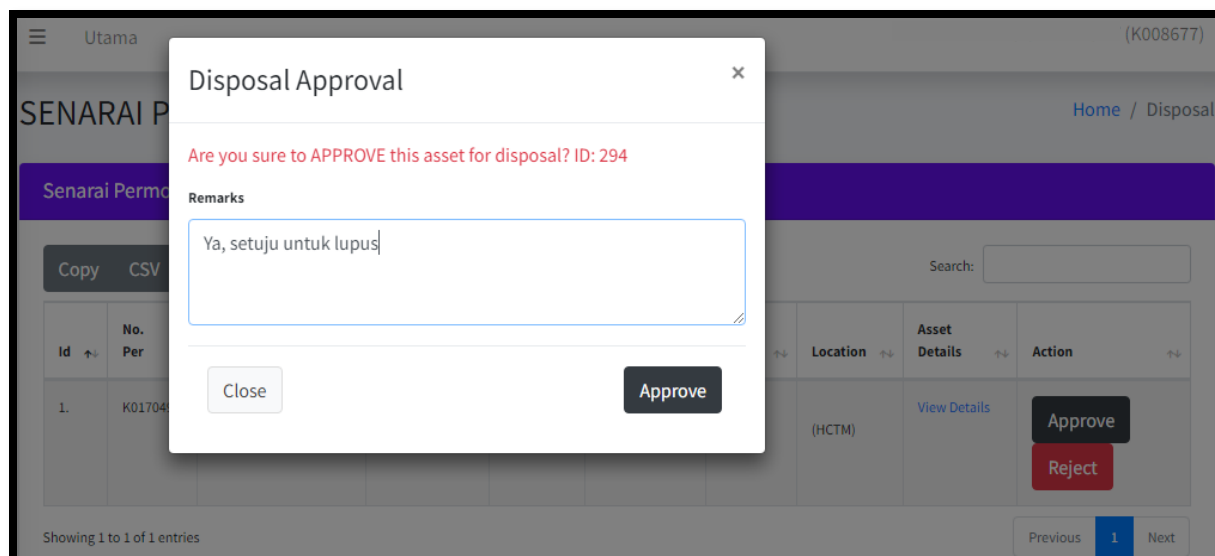 ☰ Utama (K008677)
Disposal Approval ×
SENARAI P Home / Disposal
Are you sure to APPROVE this asset for disposal? ID: 294
Senarai Permo
Remarks
Ya, setuju untuk lupus
Copy CSV Search:
Id No. Per Location Asset Details Action
Close Approve
1. K017049 (HCTM) View Details Approve
Reject
Showing 1 to 1 of 1 entries Previous 1 Next